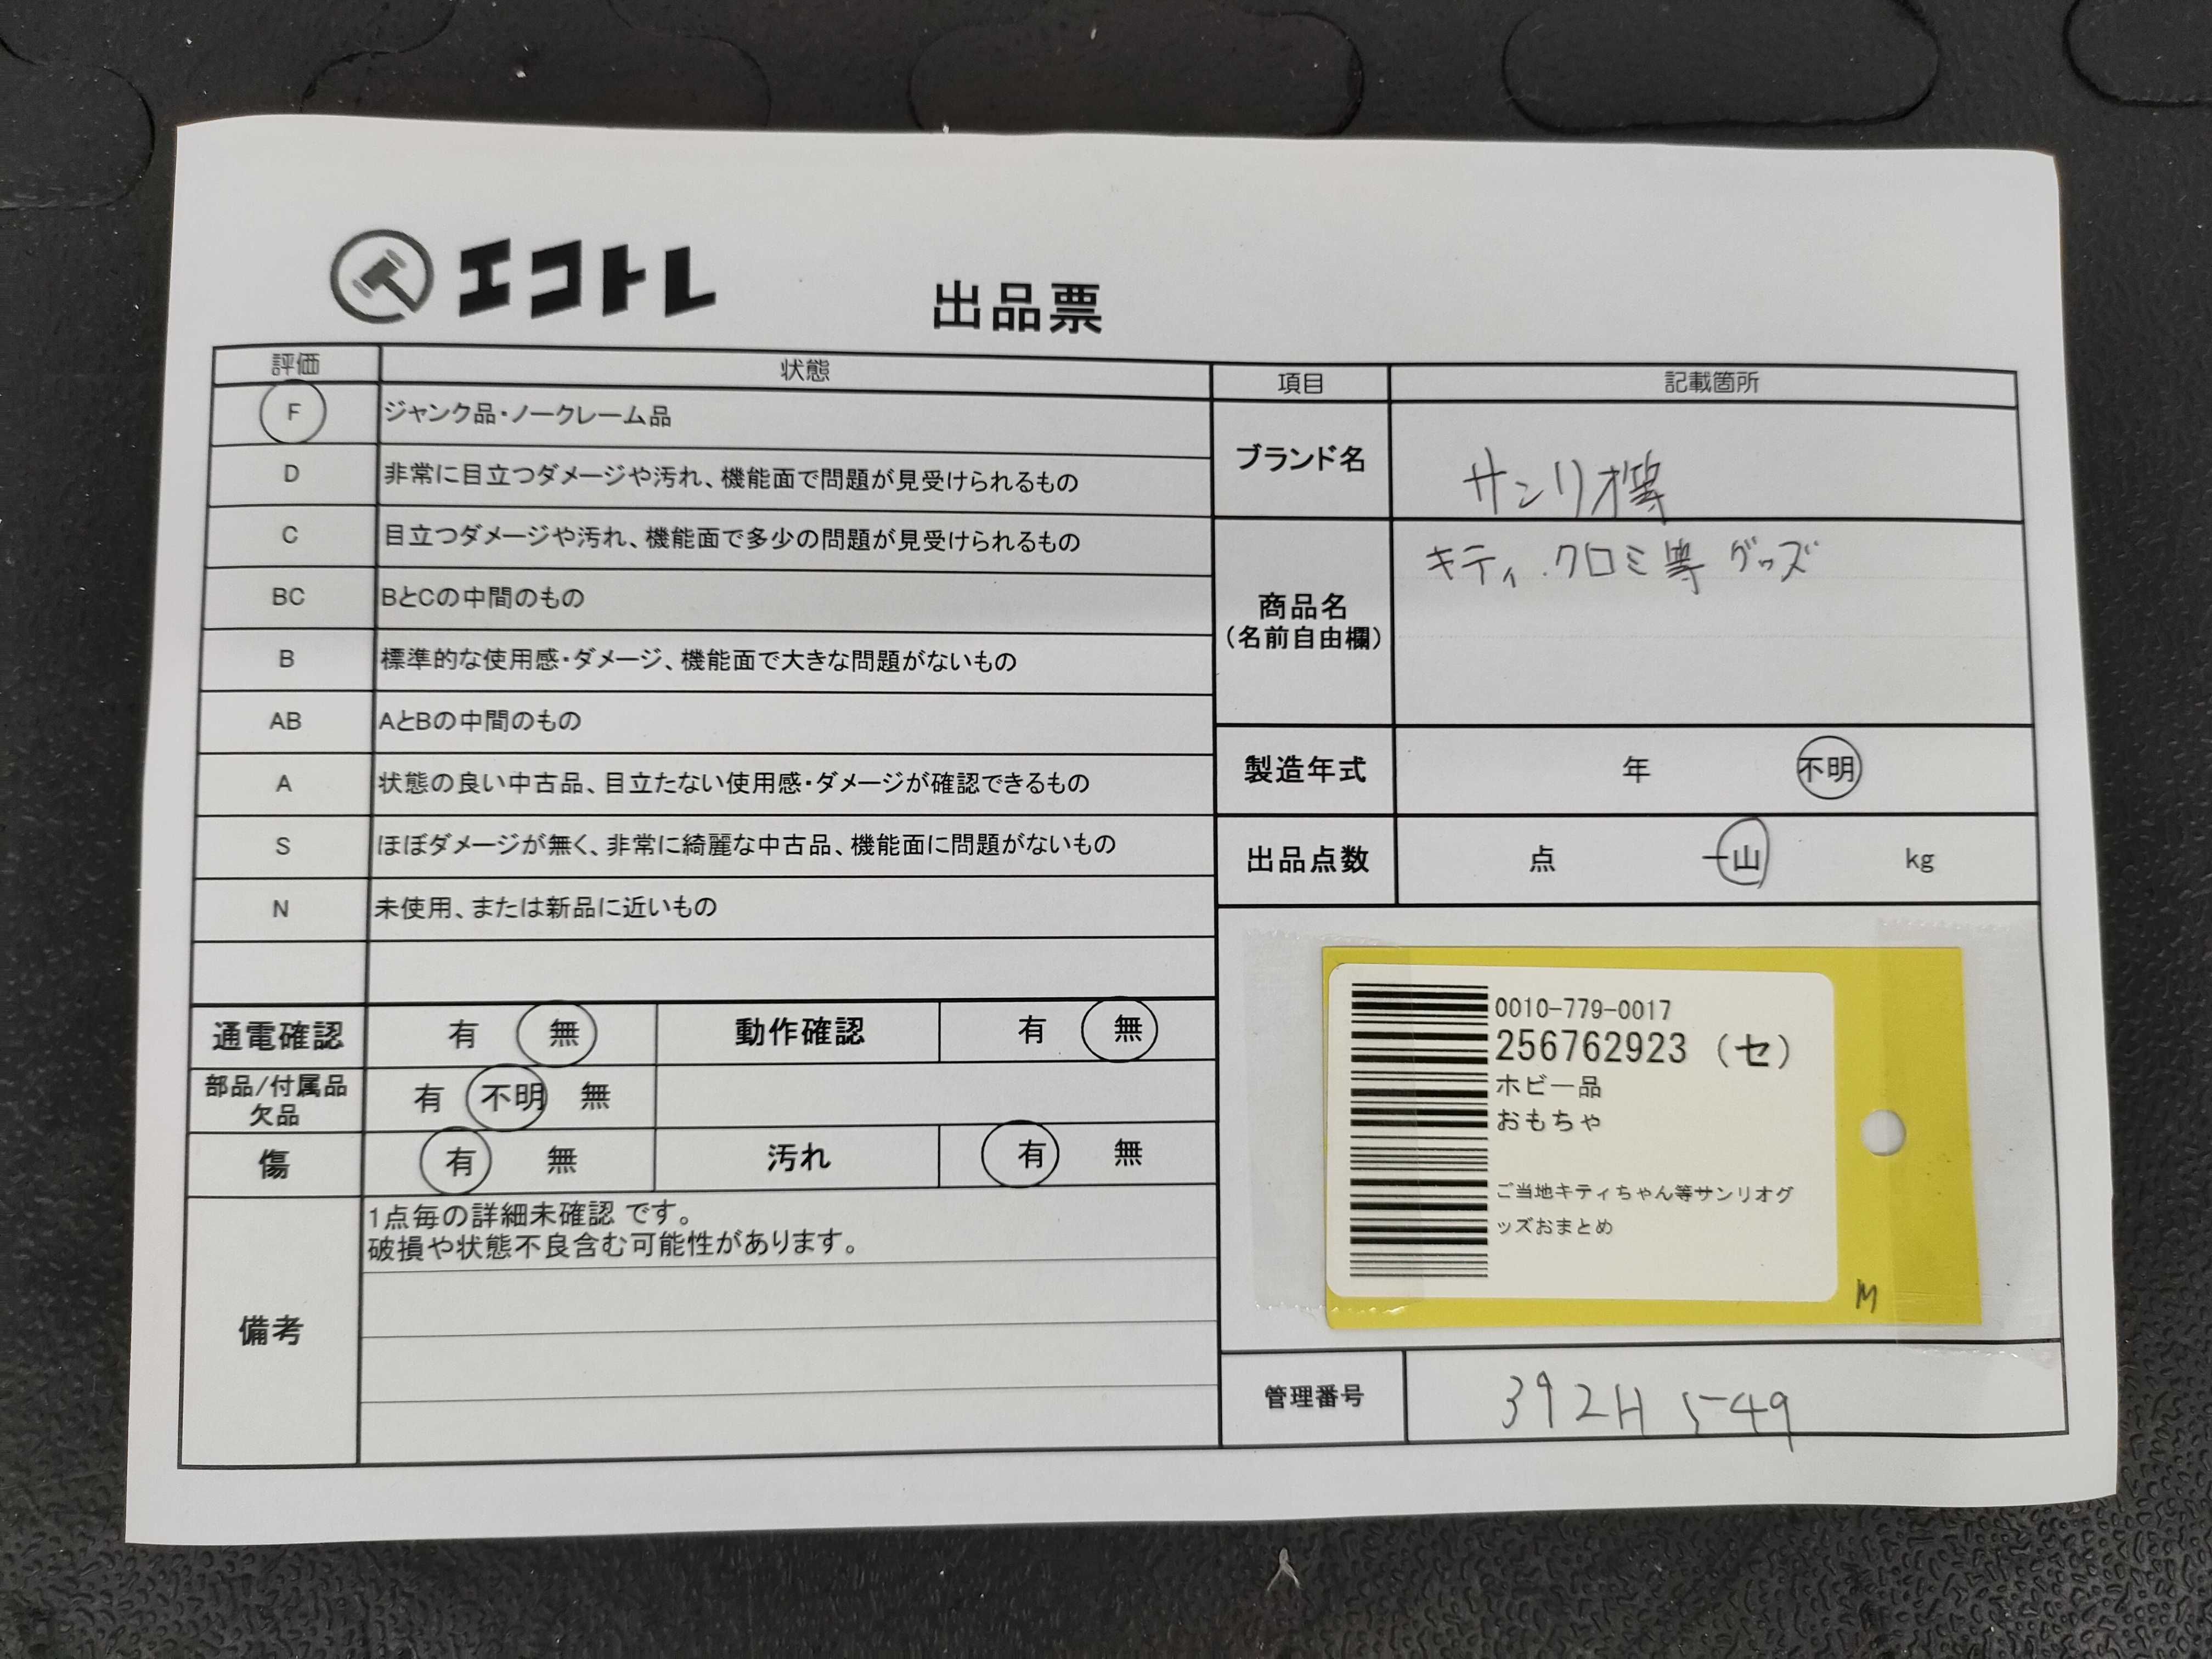 エコトレ
出品票
評価 状態
F ジャンク品・ノークレーム品
D 非常に目立つダメージや汚れ、機能面で問題が見受けられるもの
C 目立つダメージや汚れ、機能面で多少の問題が見受けられるもの
BC BとCの中間のもの
B 標準的な使用感・ダメージ、機能面で大きな問題がないもの
AB AとBの中間のもの
A 状態の良い中古品、目立たない使用感・ダメージが確認できるもの
S ほぼダメージが無く、非常に綺麗な中古品、機能面に問題がないもの
N 未使用、または新品に近いもの
通電確認 有 無 動作確認 有 無
部品/付属品
欠品
有 不明 無
傷 有 無 汚れ 有 無
備考
1点毎の詳細未確認 です。
破損や状態不良含む可能性があります。
項目 記載箇所
ブランド名 サンリオ等
商品名
(名前自由欄)
キティ.クロミ等 グッズ
製造年式 年 不明
出品点数 点 一山 kg
0010-779-0017
256762923 (セ)
ホビー品
おもちゃ
ご当地キティちゃん等サンリオグ
ッズおまとめ
M
管理番号 392H 5-49